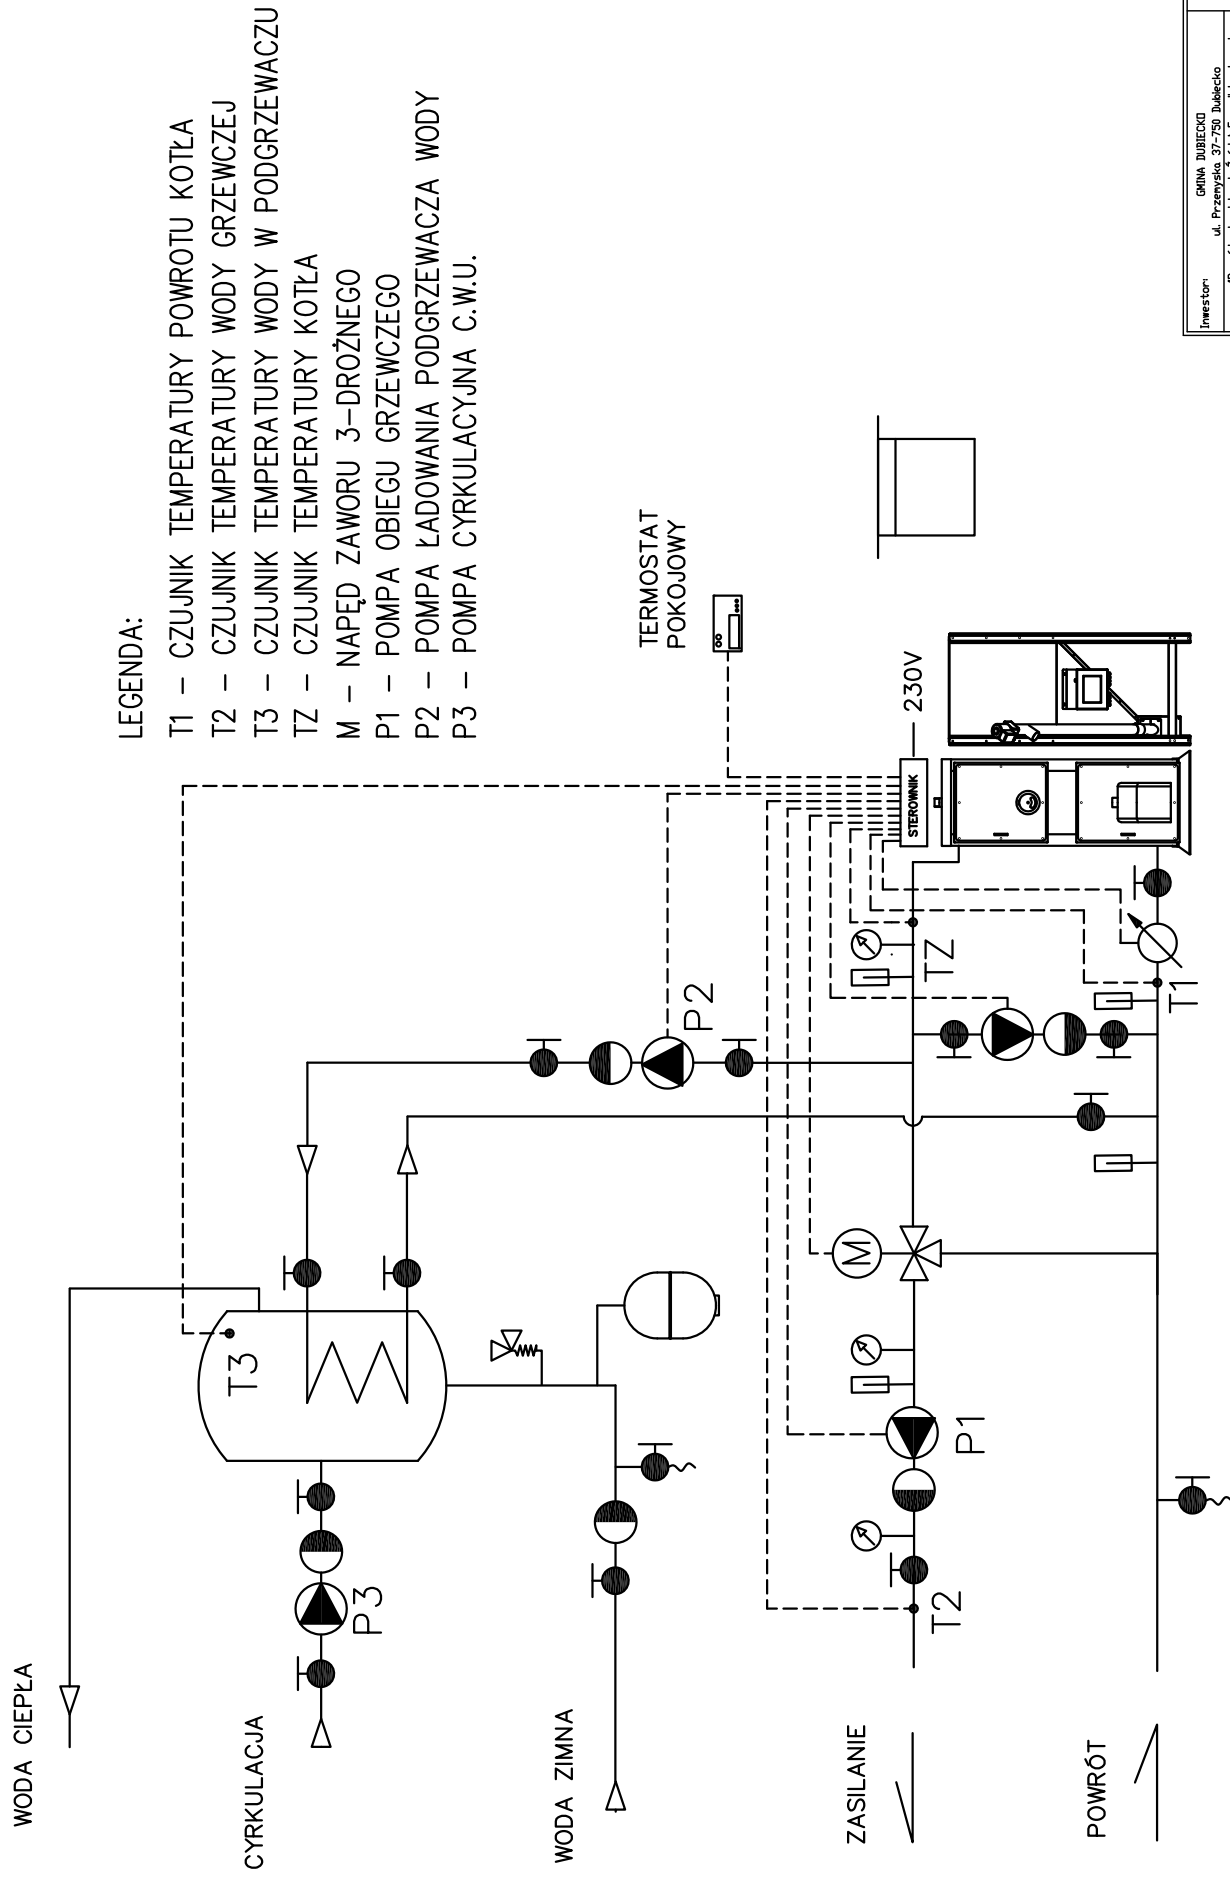 LEGENDA:
T1 – CZUJNIK TEMPERATURY POWROTU KOTŁA
T2 – CZUJNIK TEMPERATURY WODY GRZEWCZEJ
T3 – CZUJNIK TEMPERATURY WODY W PODGRZEWACZU
TZ – CZUJNIK TEMPERATURY KOTŁA
M – NAPĘD ZAWORU 3–DROŻNEGO
P1 – POMPA OBIEGU GRZEWCZEGO
P2 – POMPA ŁADOWANIA PODGRZEWACZA WODY
P3 – POMPA CYRKULACYJNA C.W.U.
WODA CIEPŁA
T3
CYRKULACJA
P3
WODA ZIMNA
P2
TERMOSTAT
POKOJOWY
STEROWNIK
230V
M
TZ
P1
T2
T1
ZASILANIE
POWRÓT
Inwestor:
GMINA DUBIECKO
ul. Przemyska 37-750 Dubiecko